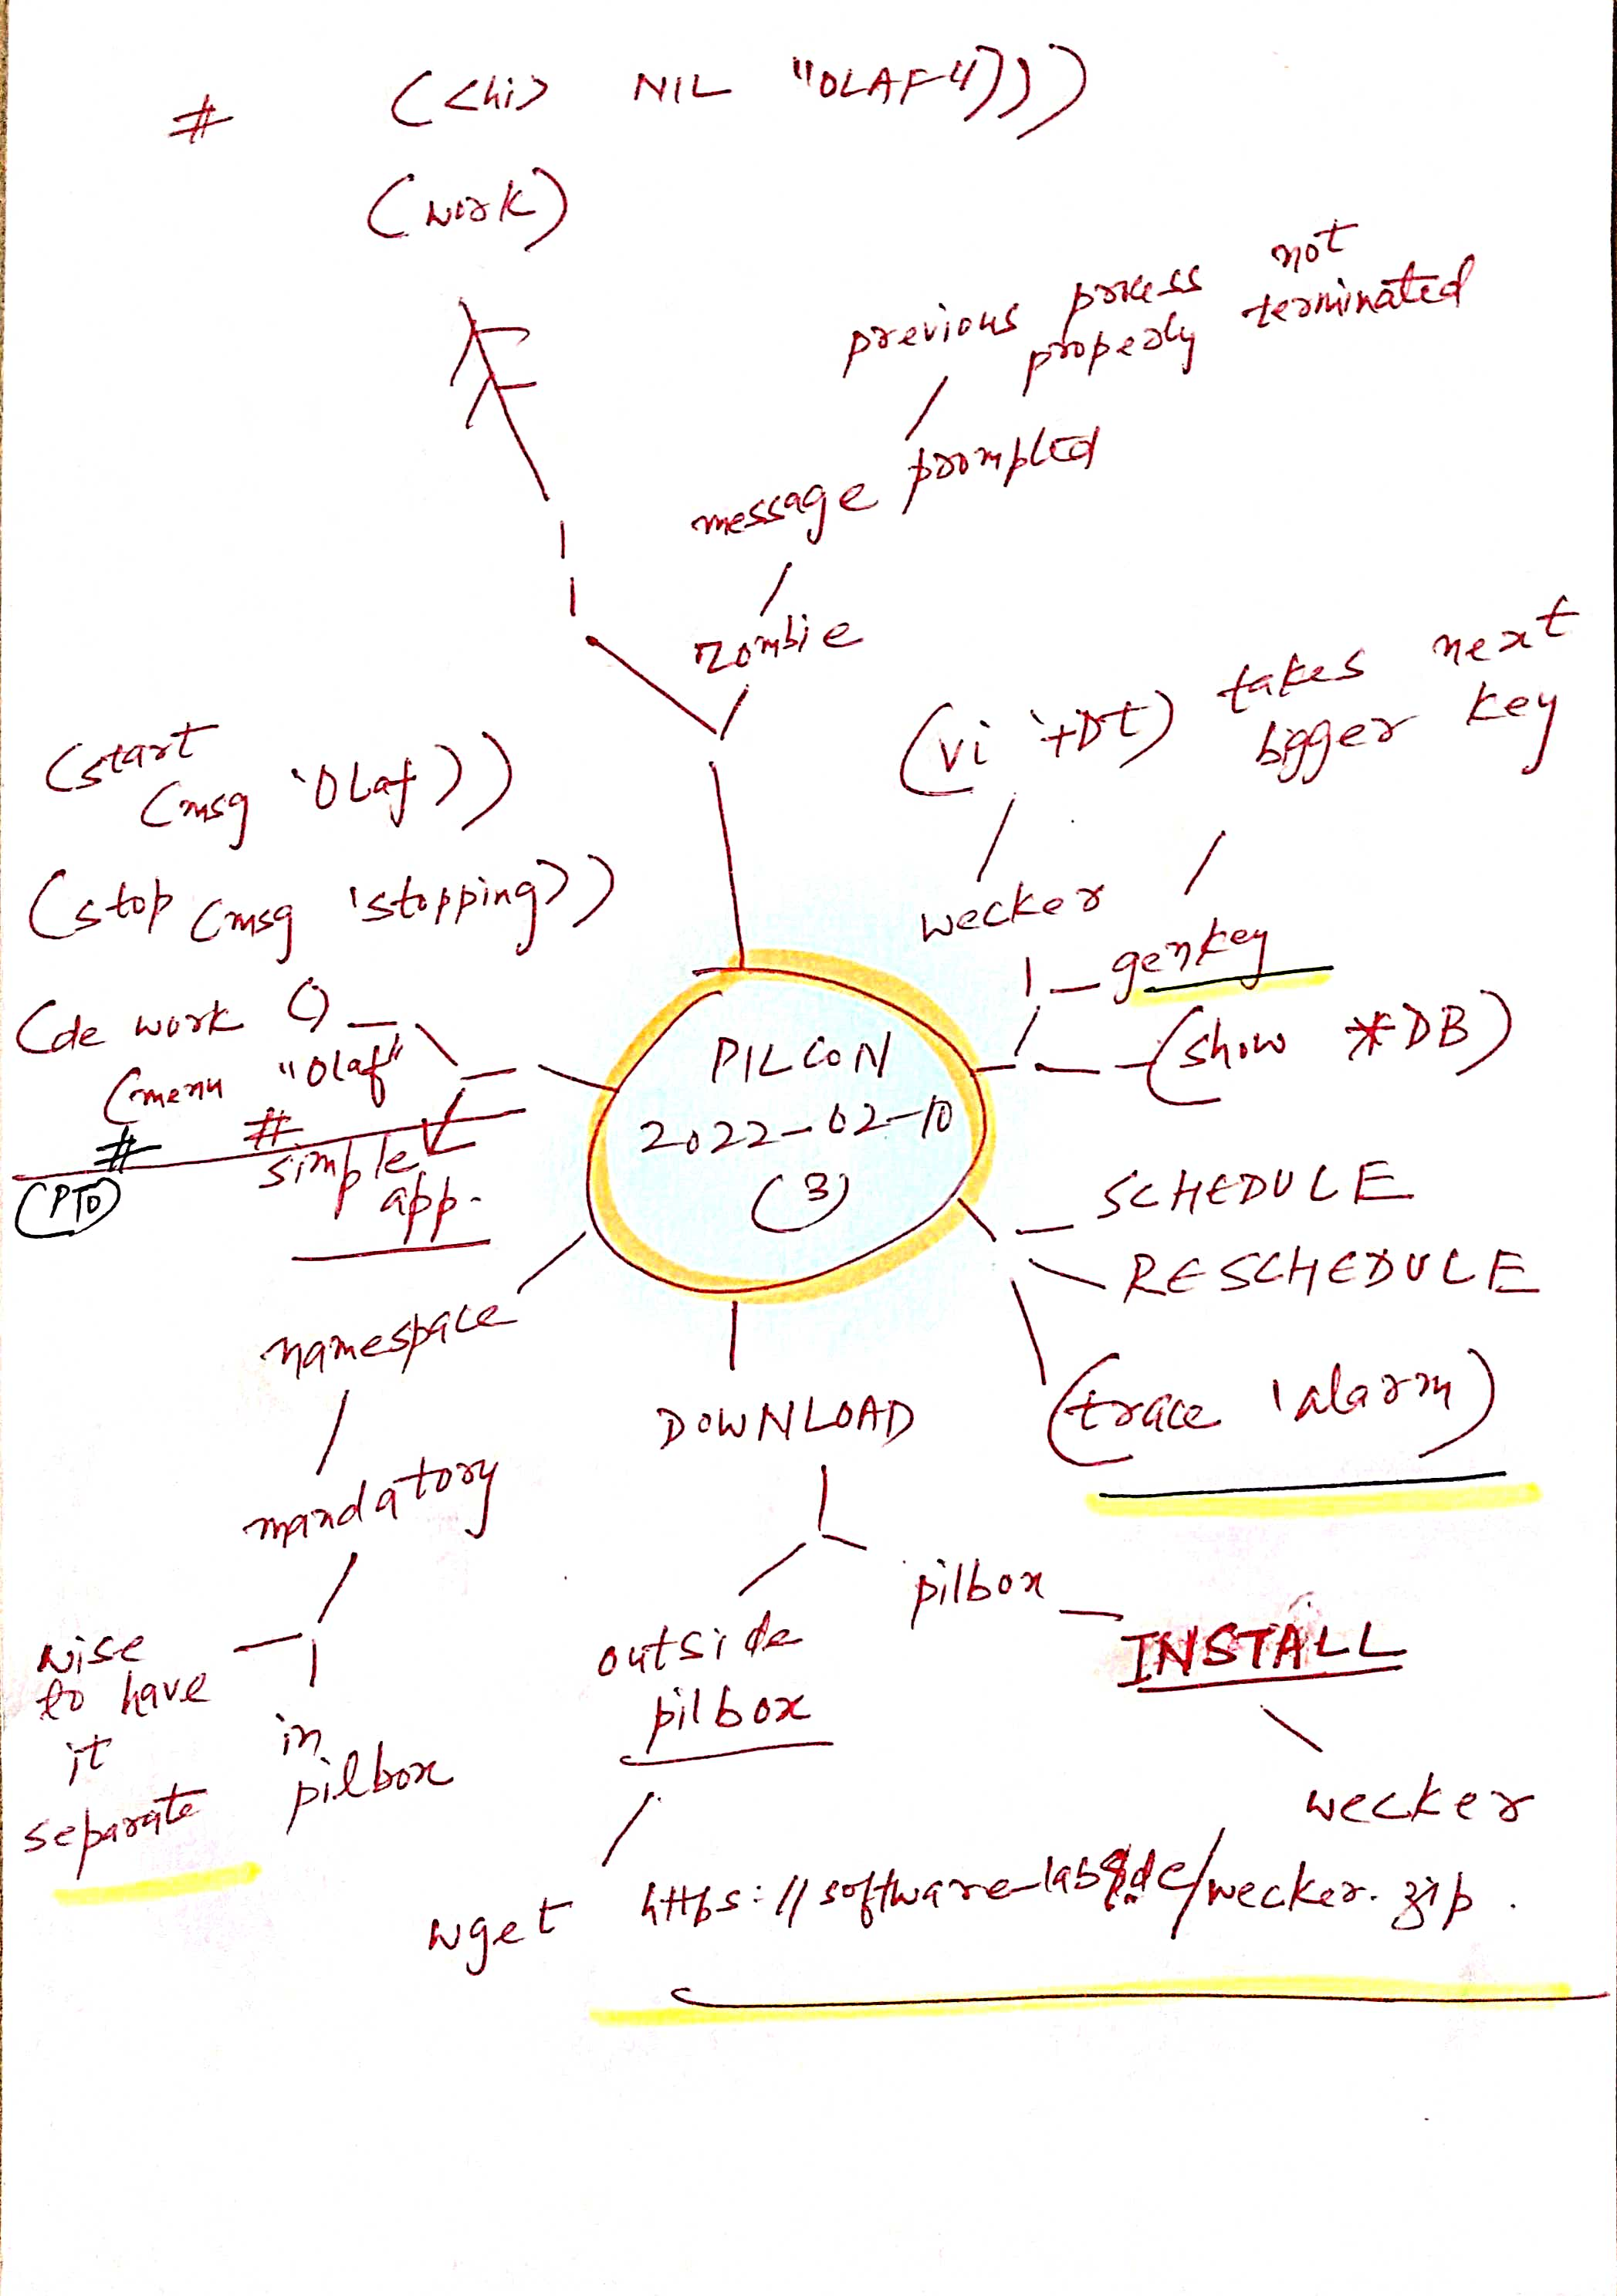 # (<hi> NIL "OLAF")))
(work)
previous process not
properly terminated
message prompted
zombie
(vi '+Dt) takes next
bigger key
wecker
genkey
(show *DB)
(start
(msg 'Olaf))
(stop (msg 'stopping))
(de work ()
(menu "Olaf"
# #
(PTO)
simple
app.
PILCON
2022-02-10
(3)
SCHEDULE
RESCHEDULE
(trace 'alarm)
namespace
mandatory
wise
to have
it
separate
in
pilbox
DOWNLOAD
outside
pilbox
pilbox
INSTALL
wecker
wget https://software-lab.de/wecker.zip.